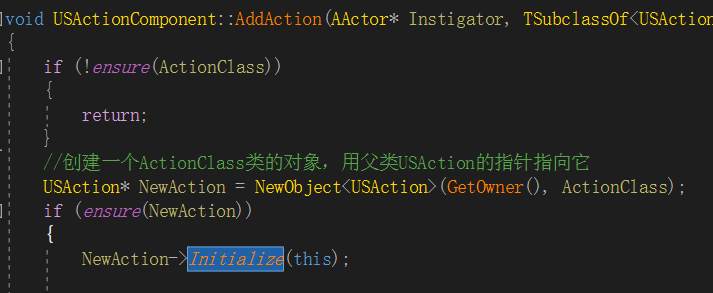 void USActionComponent::AddAction(AActor* Instigator, TSubclassOf<USAction
{
if (!ensure(ActionClass))
{
return;
}
//创建一个ActionClass类的对象，用父类USAction的指针指向它
USAction* NewAction = NewObject<USAction>(GetOwner(), ActionClass);
if (ensure(NewAction))
{
NewAction->Initialize(this);